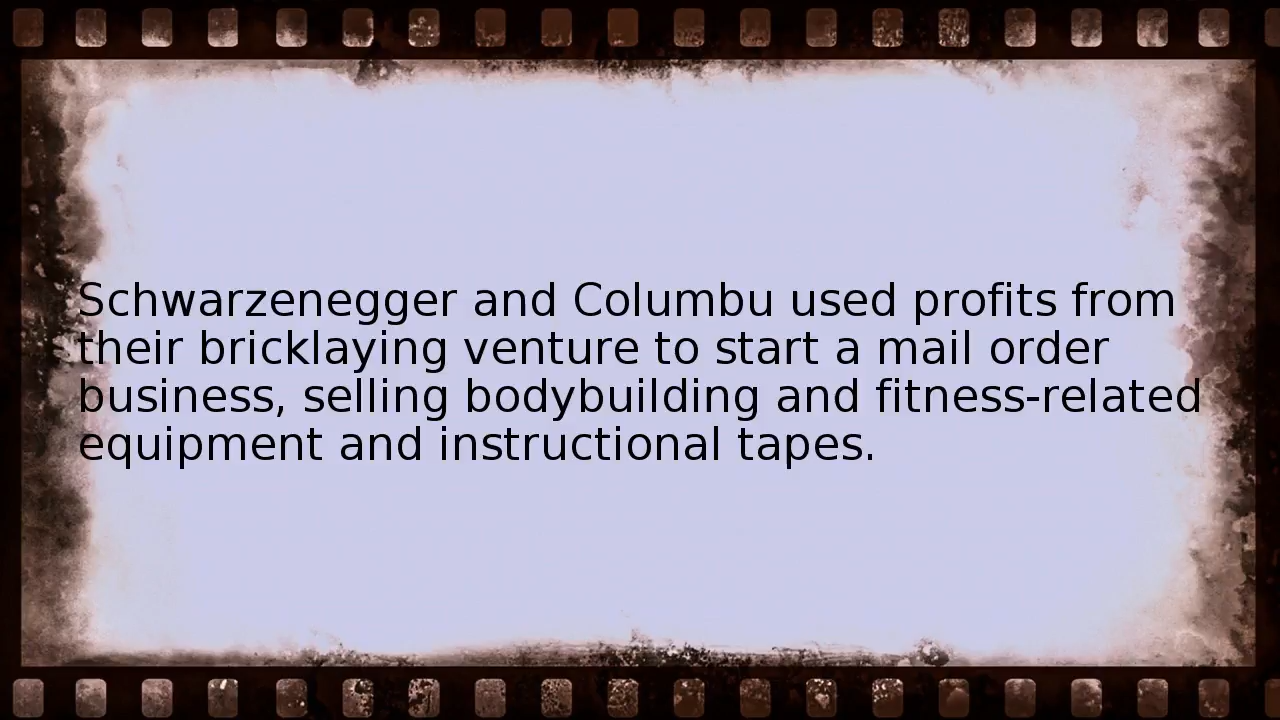 Schwarzenegger and Columbu used profits from
their bricklaying venture to start a mail order
business, selling bodybuilding and fitness-related
equipment and instructional tapes.